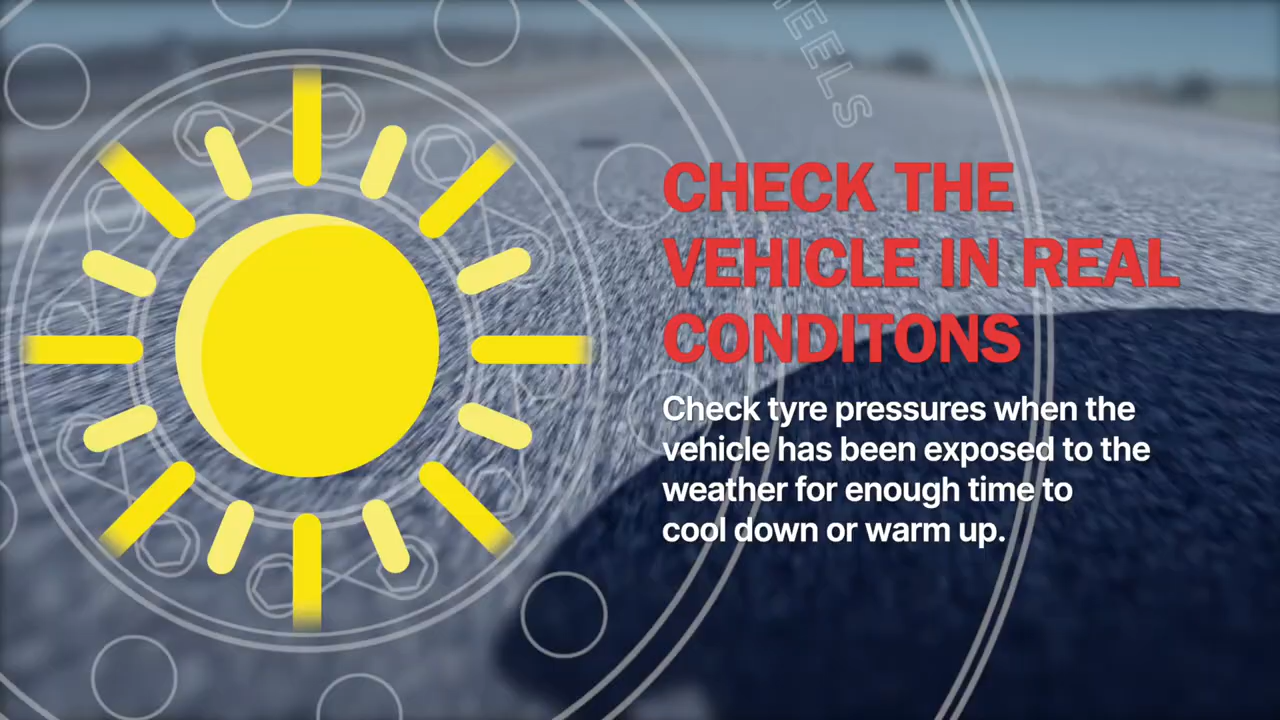 HEELS
CHECK THE
VEHICLE IN REAL
CONDITONS
Check tyre pressures when the
vehicle has been exposed to the
weather for enough time to
cool down or warm up.